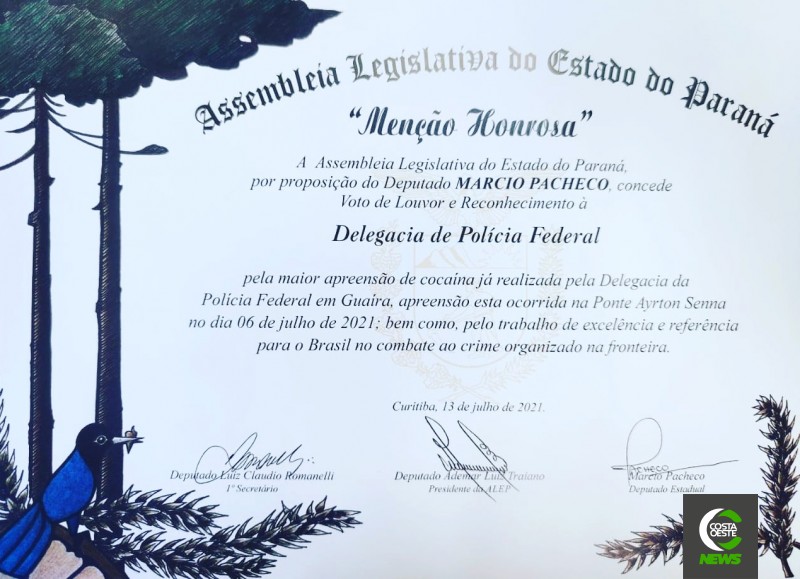 Assembleia Legislativa do Estado do Paraná
“Menção Honrosa”
A Assembleia Legislativa do Estado do Paraná,
por proposição do Deputado MARCIO PACHECO, concede
Voto de Louvor e Reconhecimento à
Delegacia de Polícia Federal
pela maior apreensão de cocaína já realizada pela Delegacia da
Polícia Federal em Guaíra, apreensão esta ocorrida na Ponte Ayrton Senna
no dia 06 de julho de 2021; bem como, pelo trabalho de excelência e referência
para o Brasil no combate ao crime organizado na fronteira.
Curitiba, 13 de julho de 2021.
Deputado Luiz Claudio Romanelli
1º Secretário
Deputado Ademar Luiz Traiano
Presidente da ALEP
PACHECO
Marcio Pacheco
Deputado Estadual
COSTA
OESTE
NEWS